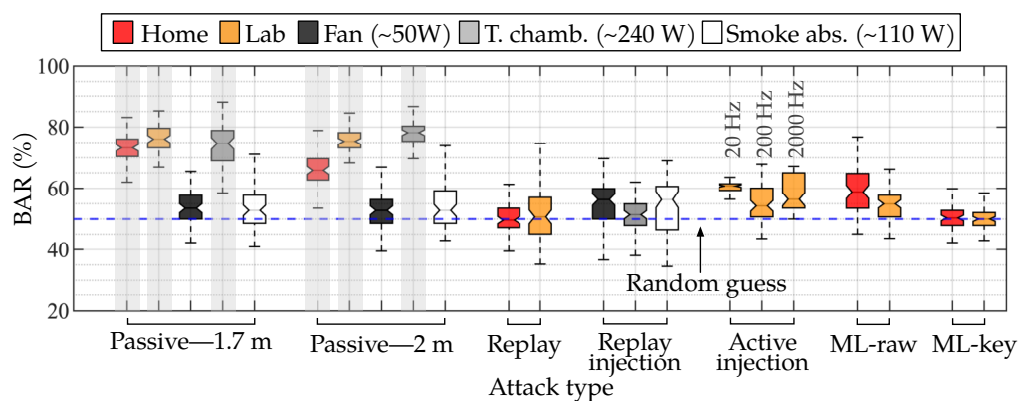 Home Lab Fan (~50W) T. chamb. (~240 W) Smoke abs. (~110 W)
100
80
60
40
20
BAR (%)
20 Hz
200 Hz
2000 Hz
Random guess
Passive—1.7 m Passive—2 m Replay Replay injection Active injection ML-raw ML-key
Attack type